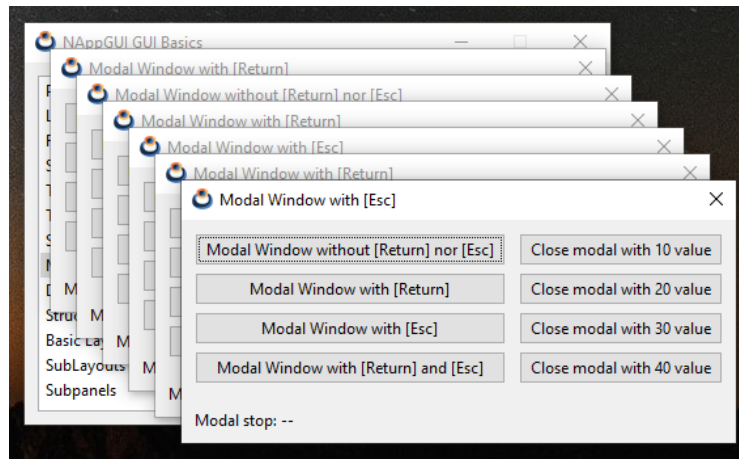 NAppGUI GUI Basics
Modal Window with [Return]
Modal Window without [Return] nor [Esc]
Modal Window with [Return]
Modal Window with [Esc]
Modal Window with [Return]
Modal Window with [Esc]
Modal Window without [Return] nor [Esc] Close modal with 10 value
Modal Window with [Return] Close modal with 20 value
Modal Window with [Esc] Close modal with 30 value
Modal Window with [Return] and [Esc] Close modal with 40 value
Modal stop: --
Basic
SubLayouts
Subpanels